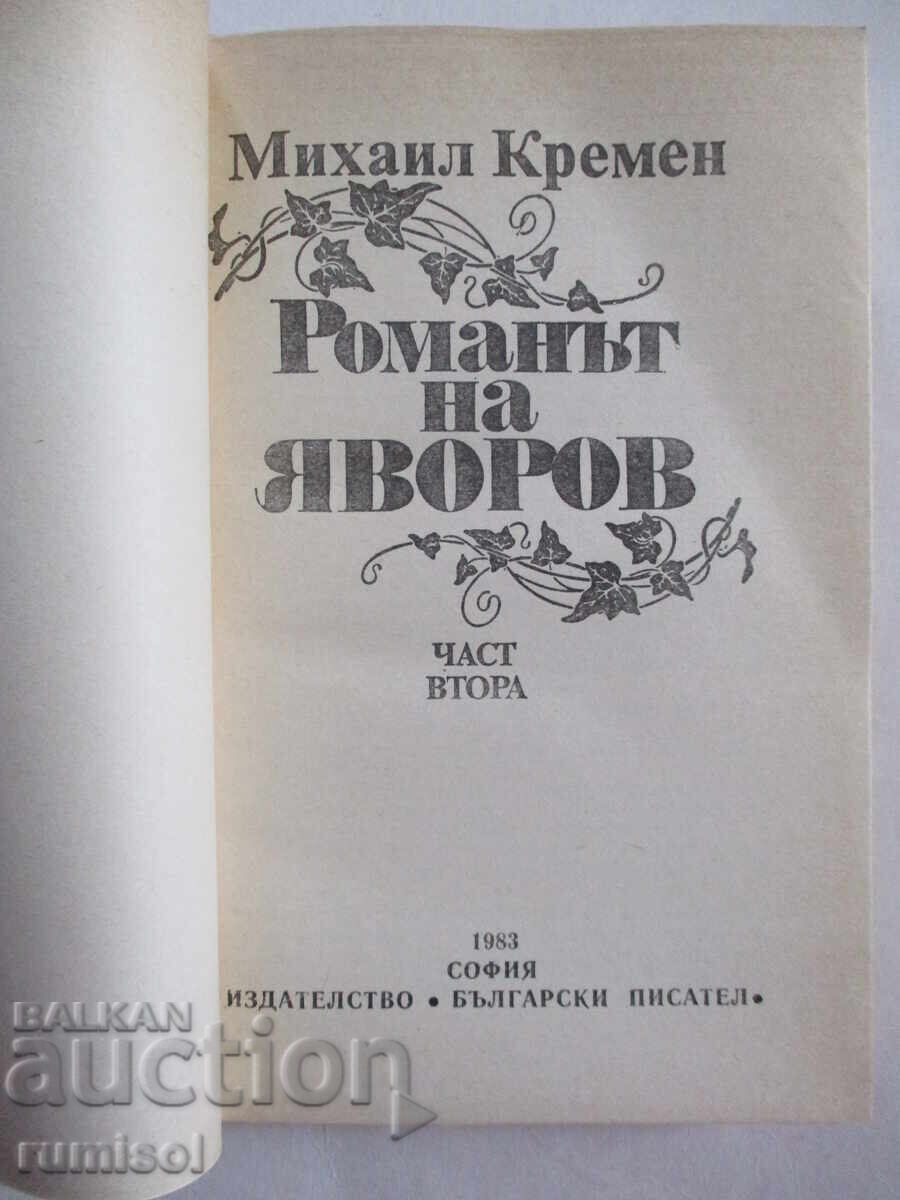 Михаил Кремен
Романът
на
ЯВОРОВ
ЧАСТ
ВТОРА
1983
СОФИЯ
ИЗДАТЕЛСТВО • БЪЛГАРСКИ ПИСАТЕЛ •
BALKAN
auction
rumisol